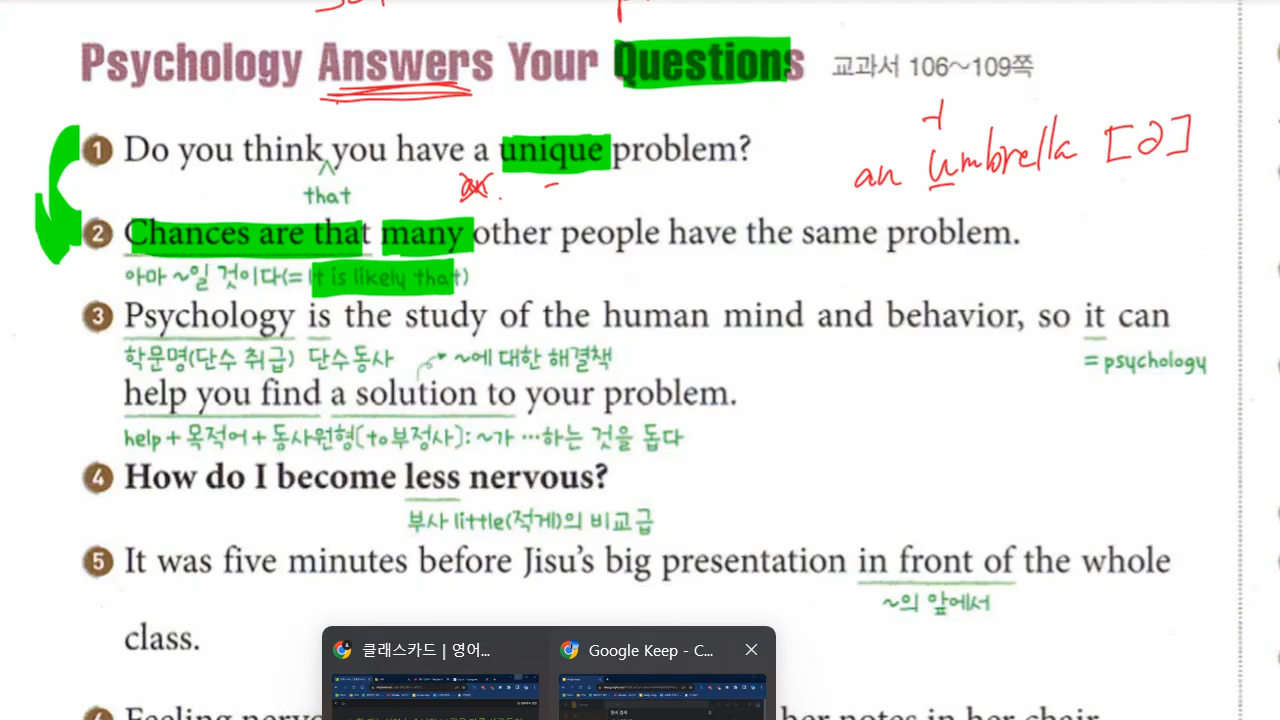 Psychology Answers Your Questions 교과서 106~109쪽
1 Do you think you have a unique problem?
that
an
an umbrella [a]
2 Chances are that many other people have the same problem.
아마 ~일 것이다(= It is likely that)
3 Psychology is the study of the human mind and behavior, so it can
학문명(단수 취급) 단수동사 ~에 대한 해결책 = psychology
help you find a solution to your problem.
help + 목적어 + 동사원형(to부정사): ~가 …하는 것을 돕다
4 How do I become less nervous?
부사 little(적게)의 비교급
5 It was five minutes before Jisu's big presentation in front of the whole
~의 앞에서
class.
클래스카드 | 영어... Google Keep - C...
her notes in her chair